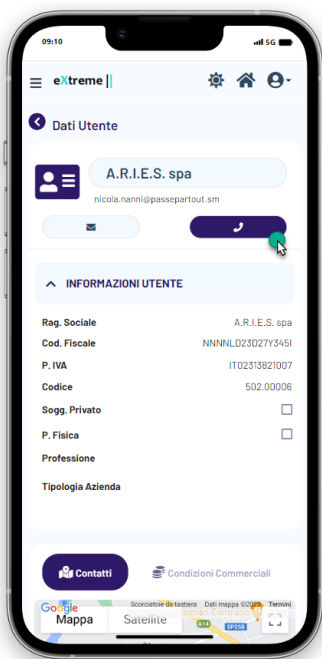 09:10
5G
eXtreme ||
Dati Utente
A.R.I.E.S. spa
nicola.nanni@passepartout.sm
INFORMAZIONI UTENTE
Rag. Sociale A.R.I.E.S. spa
Cod. Fiscale NNNNLD23D27Y345I
P. IVA IT02313821007
Codice 502.00006
Sogg. Privato
P. Fisica
Professione
Tipologia Azienda
Contatti Condizioni Commerciali
Google Scorciatoie da tastiera Dati mappa ©2023 Termini
Mappa Satellite
A14 SP258